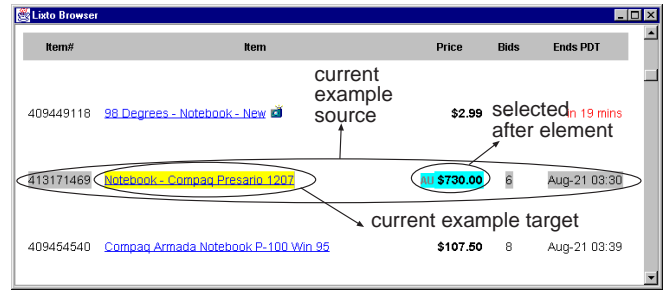 Lixto Browser
Item# Item Price Bids Ends PDT
current
example
source
409449118 98 Degrees - Notebook - New $2.99 in 19 mins
selected
after element
413171469 Notebook - Compaq Presario 1207 AU $730.00 6 Aug-21 03:30
current example target
409454540 Compaq Armada Notebook P-100 Win 95 $107.50 8 Aug-21 03:39